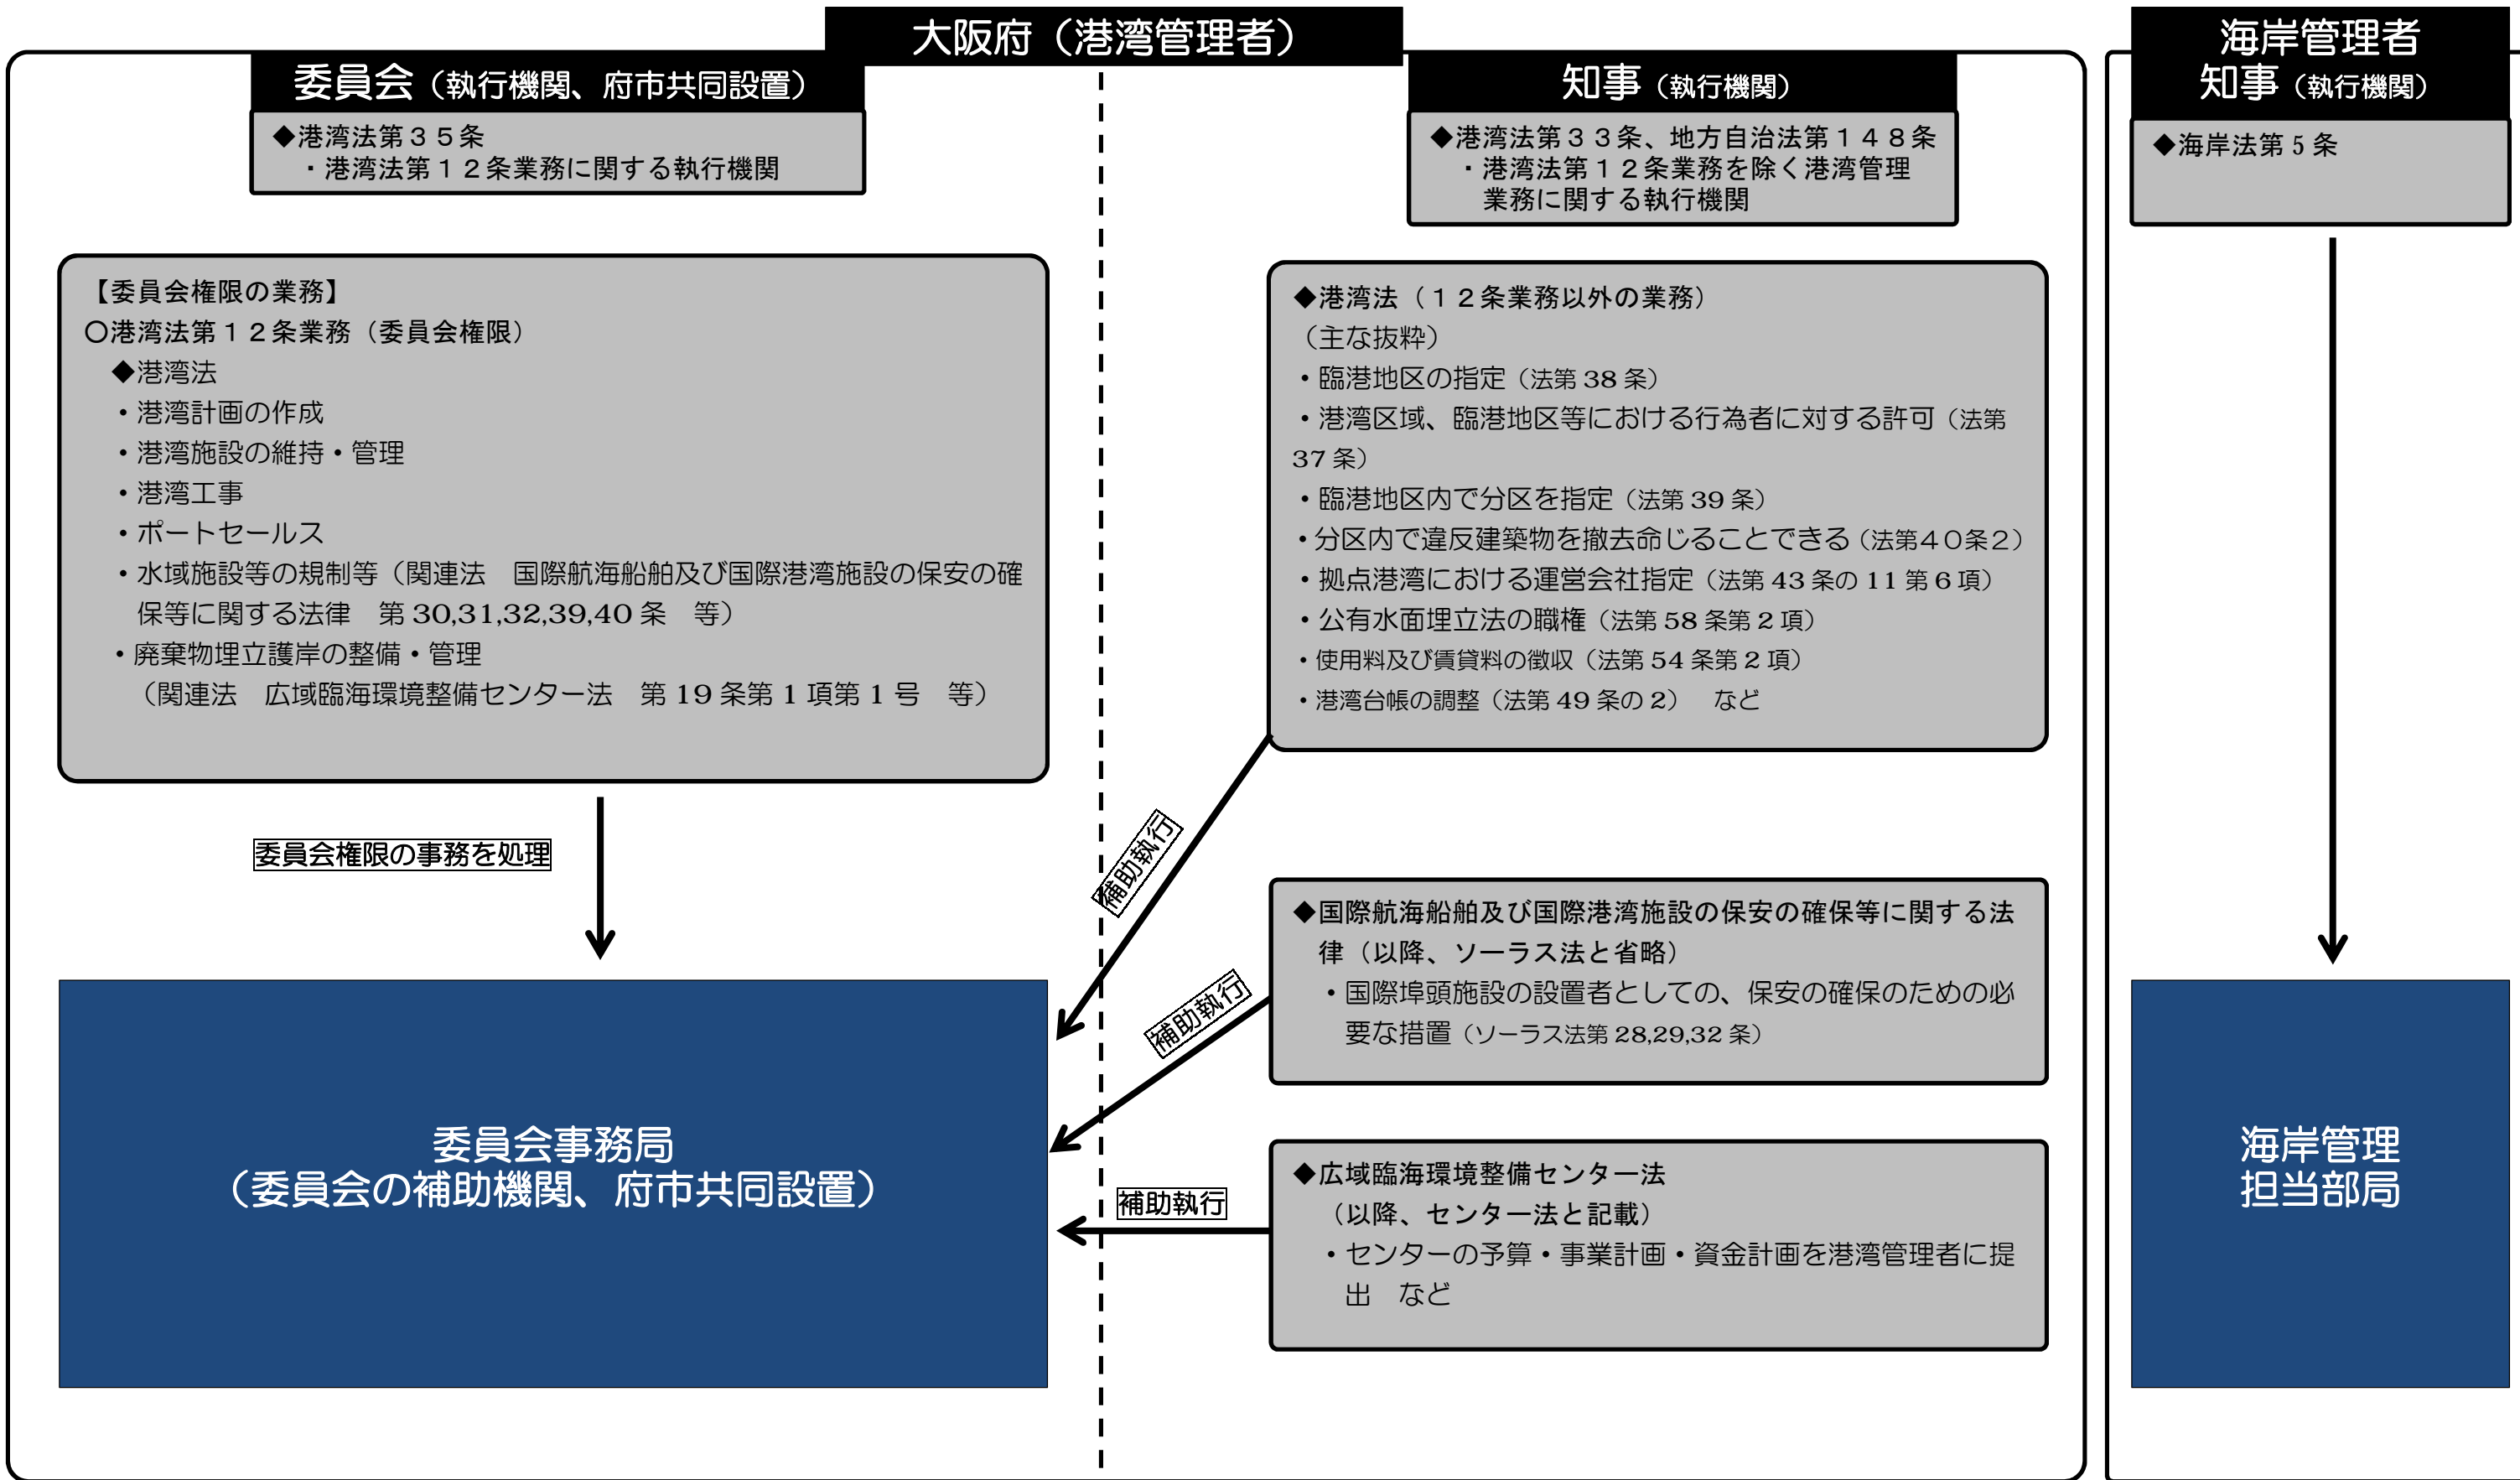 大阪府（港湾管理者）
委員会（執行機関、府市共同設置）
◆港湾法第３５条
・港湾法第１２条業務に関する執行機関
【委員会権限の業務】
〇港湾法第１２条業務（委員会権限）
◆港湾法
・港湾計画の作成
・港湾施設の維持・管理
・港湾工事
・ポートセールス
・水域施設等の規制等（関連法　国際航海船舶及び国際港湾施設の保安の確
保等に関する法律　第 30,31,32,39,40 条　等）
・廃棄物埋立護岸の整備・管理
（関連法　広域臨海環境整備センター法　第 19 条第 1 項第 1 号　等）
委員会権限の事務を処理
委員会事務局
（委員会の補助機関、府市共同設置）
知事（執行機関）
◆港湾法第３３条、地方自治法第１４８条
・港湾法第１２条業務を除く港湾管理
業務に関する執行機関
◆港湾法（１２条業務以外の業務）
（主な抜粋）
・臨港地区の指定（法第 38 条）
・港湾区域、臨港地区等における行為者に対する許可（法第
37 条）
・臨港地区内で分区を指定（法第 39 条）
・分区内で違反建築物を撤去命じることできる（法第４０条２）
・拠点港湾における運営会社指定（法第 43 条の 11 第 6 項）
・公有水面埋立法の職権（法第 58 条第 2 項）
・使用料及び賃貸料の徴収（法第 54 条第 2 項）
・港湾台帳の調整（法第 49 条の 2）　など
補助執行
◆国際航海船舶及び国際港湾施設の保安の確保等に関する法
律（以降、ソーラス法と省略）
・国際埠頭施設の設置者としての、保安の確保のための必
要な措置（ソーラス法第 28,29,32 条）
補助執行
◆広域臨海環境整備センター法
（以降、センター法と記載）
・センターの予算・事業計画・資金計画を港湾管理者に提
出　など
補助執行
海岸管理者
知事（執行機関）
◆海岸法第 5 条
海岸管理
担当部局